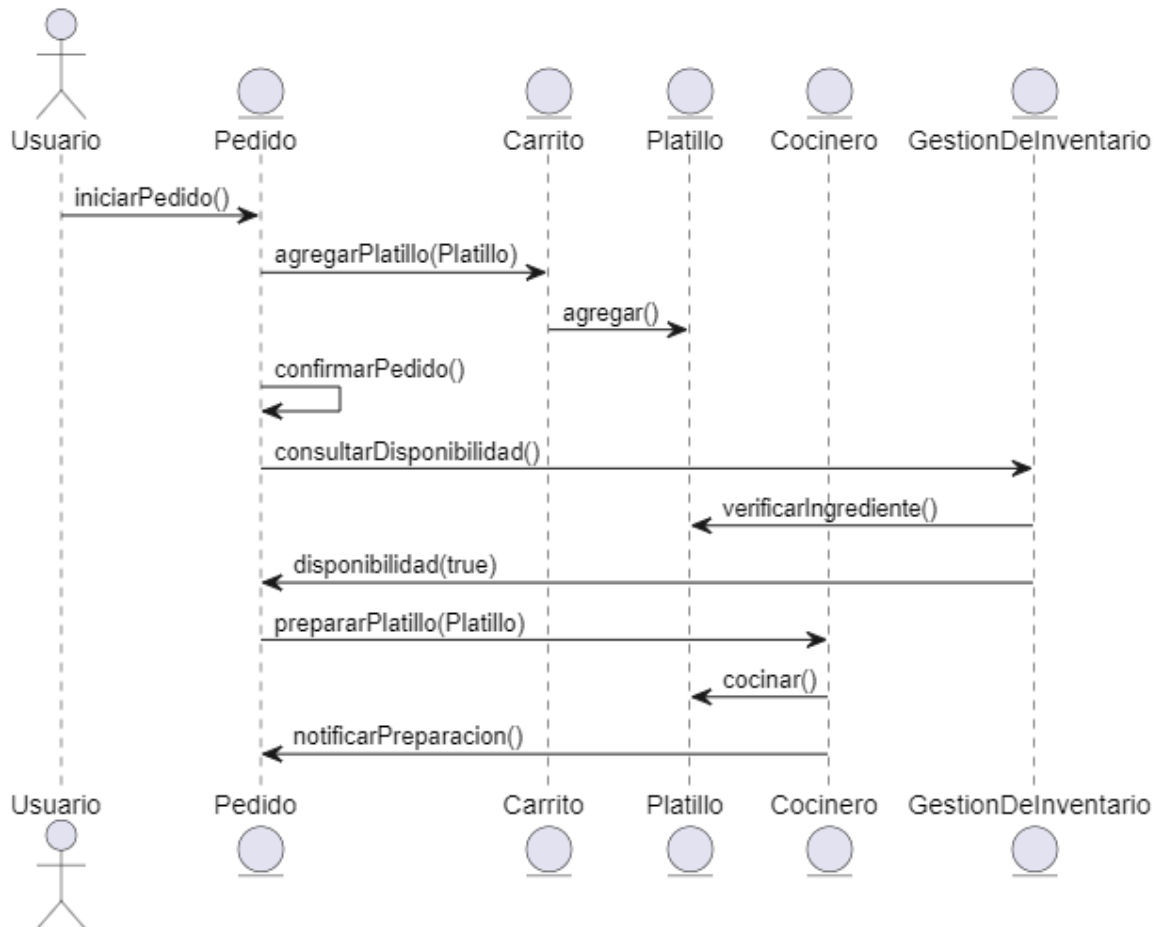 Usuario Pedido Carrito Platillo Cocinero GestionDeInventario
iniciarPedido()
agregarPlatillo(Platillo)
agregar()
confirmarPedido()
consultarDisponibilidad()
verificarIngrediente()
disponibilidad(true)
prepararPlatillo(Platillo)
cocinar()
notificarPreparacion()
Usuario Pedido Carrito Platillo Cocinero GestionDeInventario